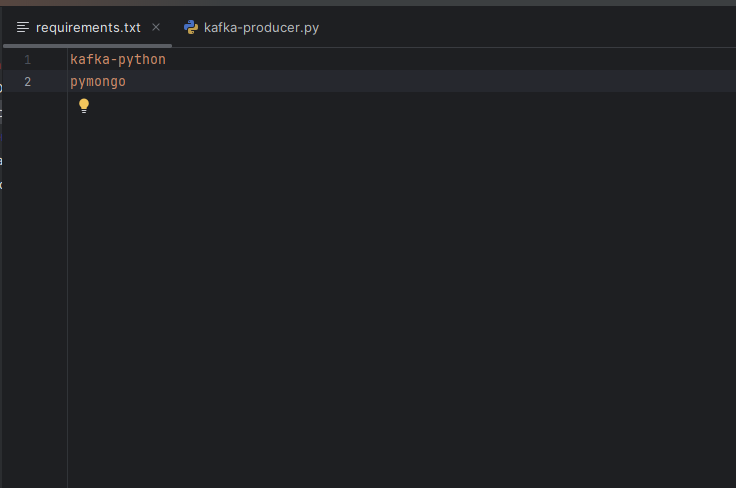 requirements.txt
kafka-producer.py
1 kafka-python
2 pymongo